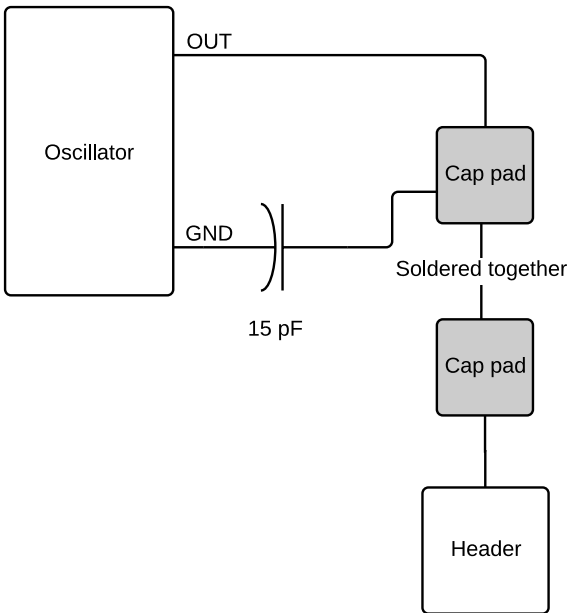 OUT
Oscillator
Cap pad
GND
Soldered together
15 pF
Cap pad
Header